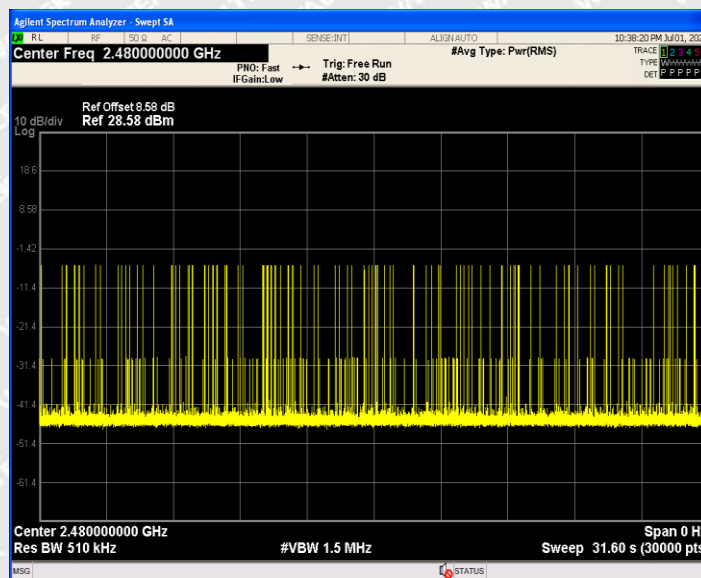 Agilent Spectrum Analyzer - Swept SA
LXI RL RF 50 Ω AC SENSE:INT ALIGN AUTO 10:38:20 PM Jul 01, 202
Center Freq 2.480000000 GHz
#Avg Type: Pwr(RMS)
TRACE 1 2 3 4 5
TYPE W
DET P P P P P
PNO: Fast
IFGain:Low
Trig: Free Run
#Atten: 30 dB
Ref Offset 8.58 dB
10 dB/div Ref 28.58 dBm
Log
18.6
8.58
-1.42
-11.4
-21.4
-31.4
-41.4
-51.4
-61.4
Center 2.480000000 GHz Span 0 H
Res BW 510 kHz #VBW 1.5 MHz Sweep 31.60 s (30000 pts
MSG STATUS